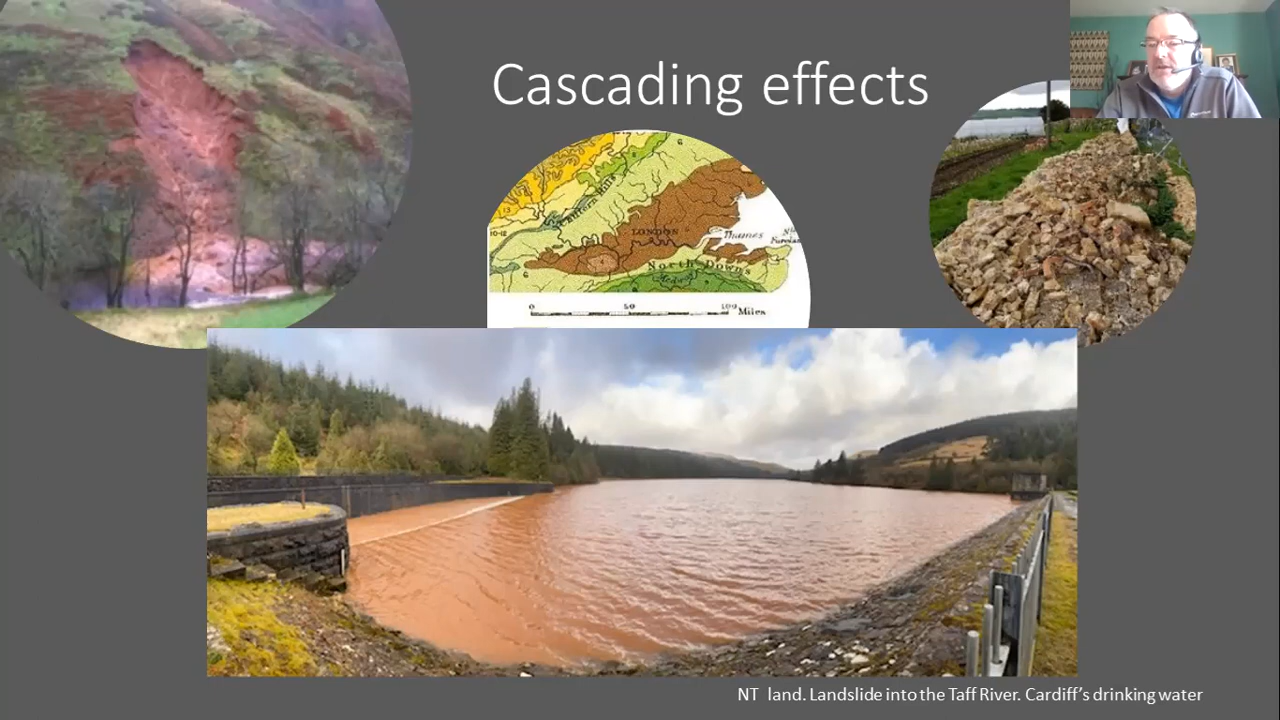 Cascading effects
LONDON
Thames
North Downs
0 50 100 Miles
NT land. Landslide into the Taff River. Cardiff's drinking water